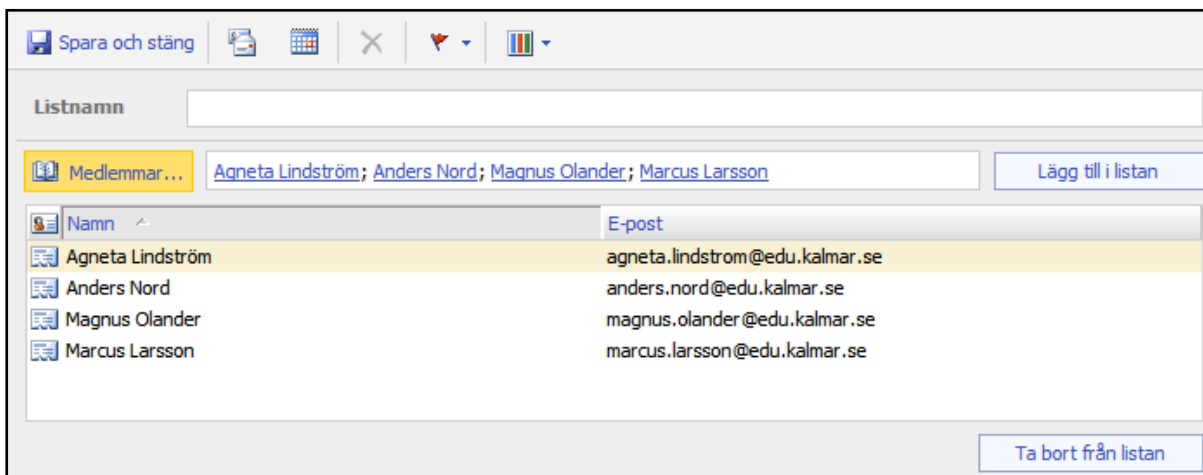 Spara och stäng
Listnamn
Medlemmar... Agneta Lindström; Anders Nord; Magnus Olander; Marcus Larsson Lägg till i listan
Namn E-post
Agneta Lindström agneta.lindstrom@edu.kalmar.se
Anders Nord anders.nord@edu.kalmar.se
Magnus Olander magnus.olander@edu.kalmar.se
Marcus Larsson marcus.larsson@edu.kalmar.se
Ta bort från listan